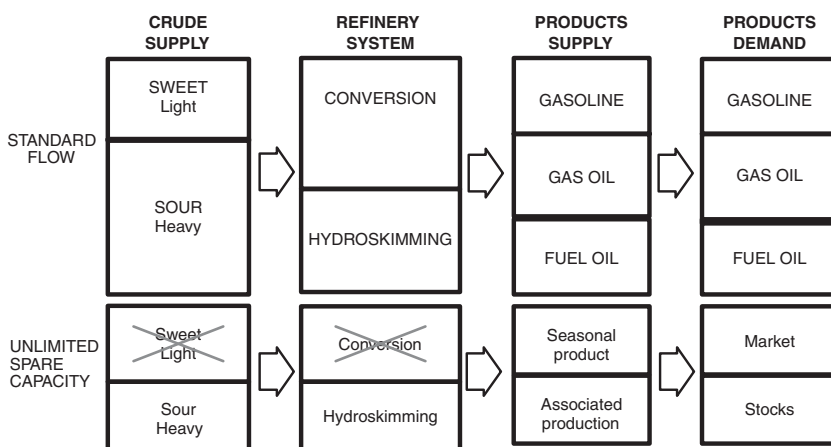 CRUDE
SUPPLY
REFINERY
SYSTEM
PRODUCTS
SUPPLY
PRODUCTS
DEMAND
STANDARD
FLOW
SWEET
Light
SOUR
Heavy
CONVERSION
HYDROSKIMMING
GASOLINE
GAS OIL
FUEL OIL
GASOLINE
GAS OIL
FUEL OIL
UNLIMITED
SPARE
CAPACITY
Sweet
Light
Sour
Heavy
Conversion
Hydroskimming
Seasonal
product
Associated
production
Market
Stocks